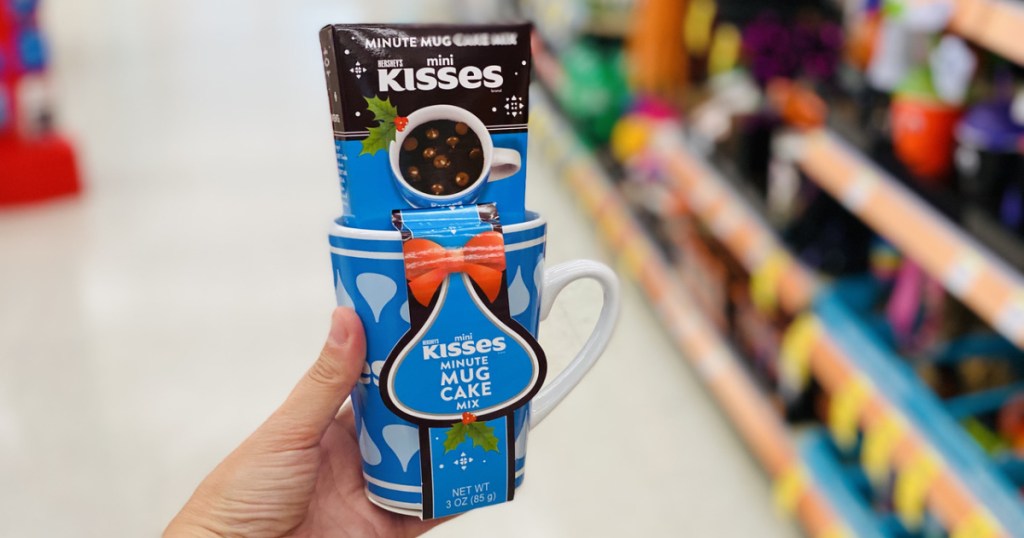 MINUTE MUG CAKE MIX
mini
HERSHEY'S
KISSES
mini
HERSHEY'S
KISSES
MINUTE
MUG
CAKE
MIX
NET WT
3 OZ (85 g)